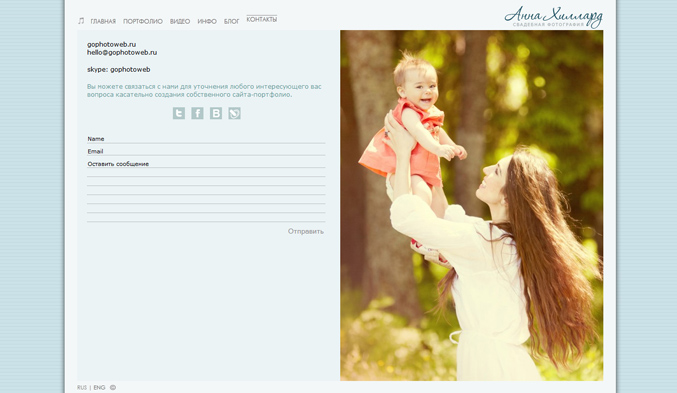 ГЛАВНАЯ ПОРТФОЛИО ВИДЕО ИНФО БЛОГ КОНТАКТЫ
Анна Хиллард
СВАДЕБНАЯ ФОТОГРАФИЯ
gophotoweb.ru
hello@gophotoweb.ru
skype: gophotoweb
Вы можете связаться с нами для уточнения любого интересующего вас
вопроса касательно создания собственного сайта-портфолио.
Name
Email
Оставить сообщение
Отправить
RUS | ENG